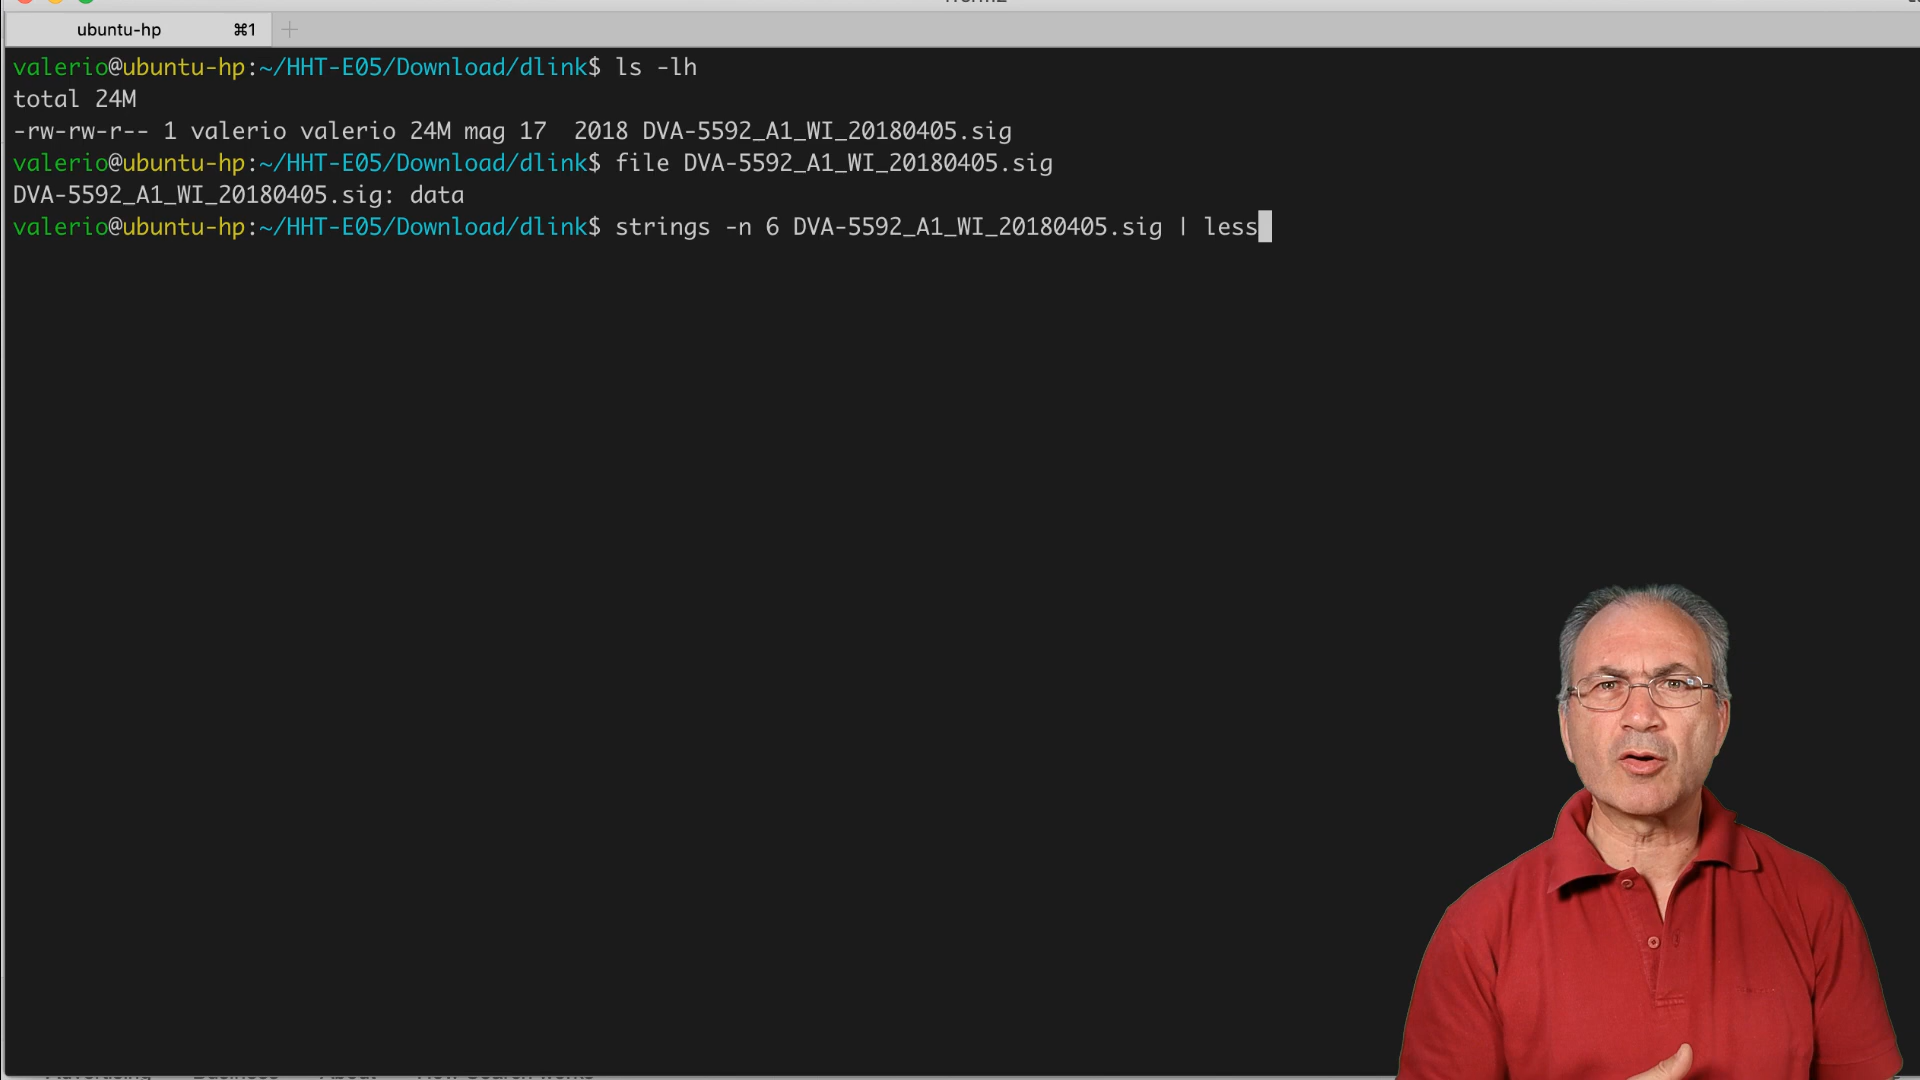 ubuntu-hp ⌘1
valerio@ubuntu-hp:~/HHT-E05/Download/dlink$ ls -lh
total 24M
-rw-rw-r-- 1 valerio valerio 24M mag 17  2018 DVA-5592_A1_WI_20180405.sig
valerio@ubuntu-hp:~/HHT-E05/Download/dlink$ file DVA-5592_A1_WI_20180405.sig
DVA-5592_A1_WI_20180405.sig: data
valerio@ubuntu-hp:~/HHT-E05/Download/dlink$ strings -n 6 DVA-5592_A1_WI_20180405.sig | less